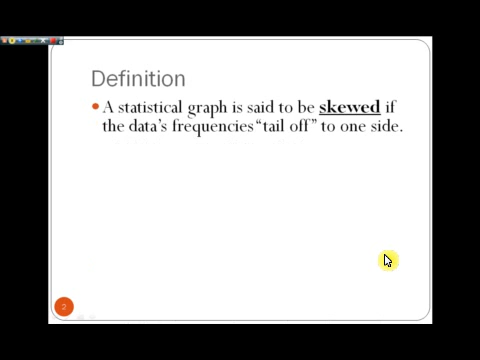 Definition
A statistical graph is said to be skewed if
the data's frequencies “tail off” to one side.
2